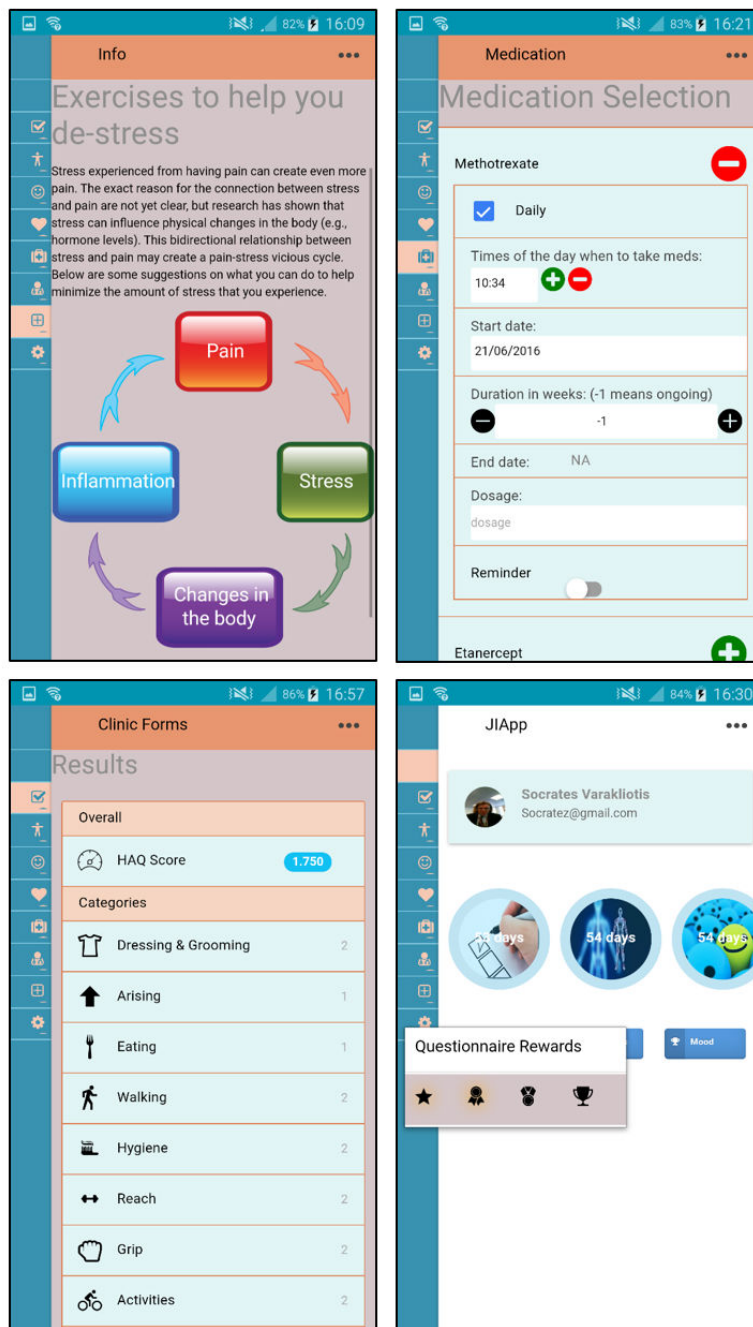 82% 16:09
Info
Exercises to help you
de-stress
Stress experienced from having pain can create even more
pain. The exact reason for the connection between stress
and pain are not yet clear, but research has shown that
stress can influence physical changes in the body (e.g.,
hormone levels). This bidirectional relationship between
stress and pain may create a pain-stress vicious cycle.
Below are some suggestions on what you can do to help
minimize the amount of stress that you experience.
Pain
Inflammation
Stress
Changes in
the body
83% 16:21
Medication
Medication Selection
Methotrexate
Daily
Times of the day when to take meds:
10:34
Start date:
21/06/2016
Duration in weeks: (-1 means ongoing)
-1
End date: NA
Dosage:
dosage
Reminder
Etanercept
86% 16:57
Clinic Forms
Results
Overall
HAQ Score 1.750
Categories
Dressing & Grooming 2
Arising 1
Eating 1
Walking 2
Hygiene 2
Reach 2
Grip 2
Activities 2
84% 16:30
JIApp
Socrates Varakliotis
Socratez@gmail.com
days 54 days 54 days
Mood
Questionnaire Rewards